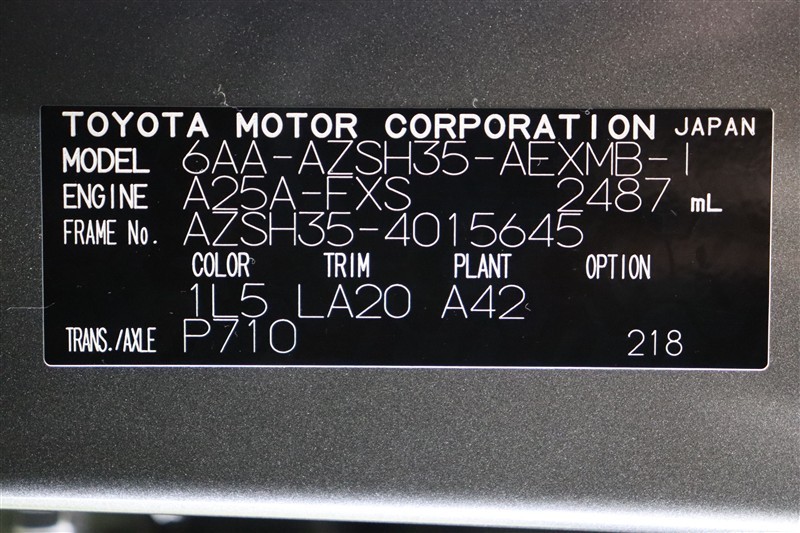 TOYOTA MOTOR CORPORATION JAPAN
MODEL 6AA-AZSH35-AEXMB-1
ENGINE A25A-FXS 2487 mL
FRAME No. AZSH35-4015645
COLOR TRIM PLANT OPTION
1L5 LA20 A42
TRANS./AXLE P710 218